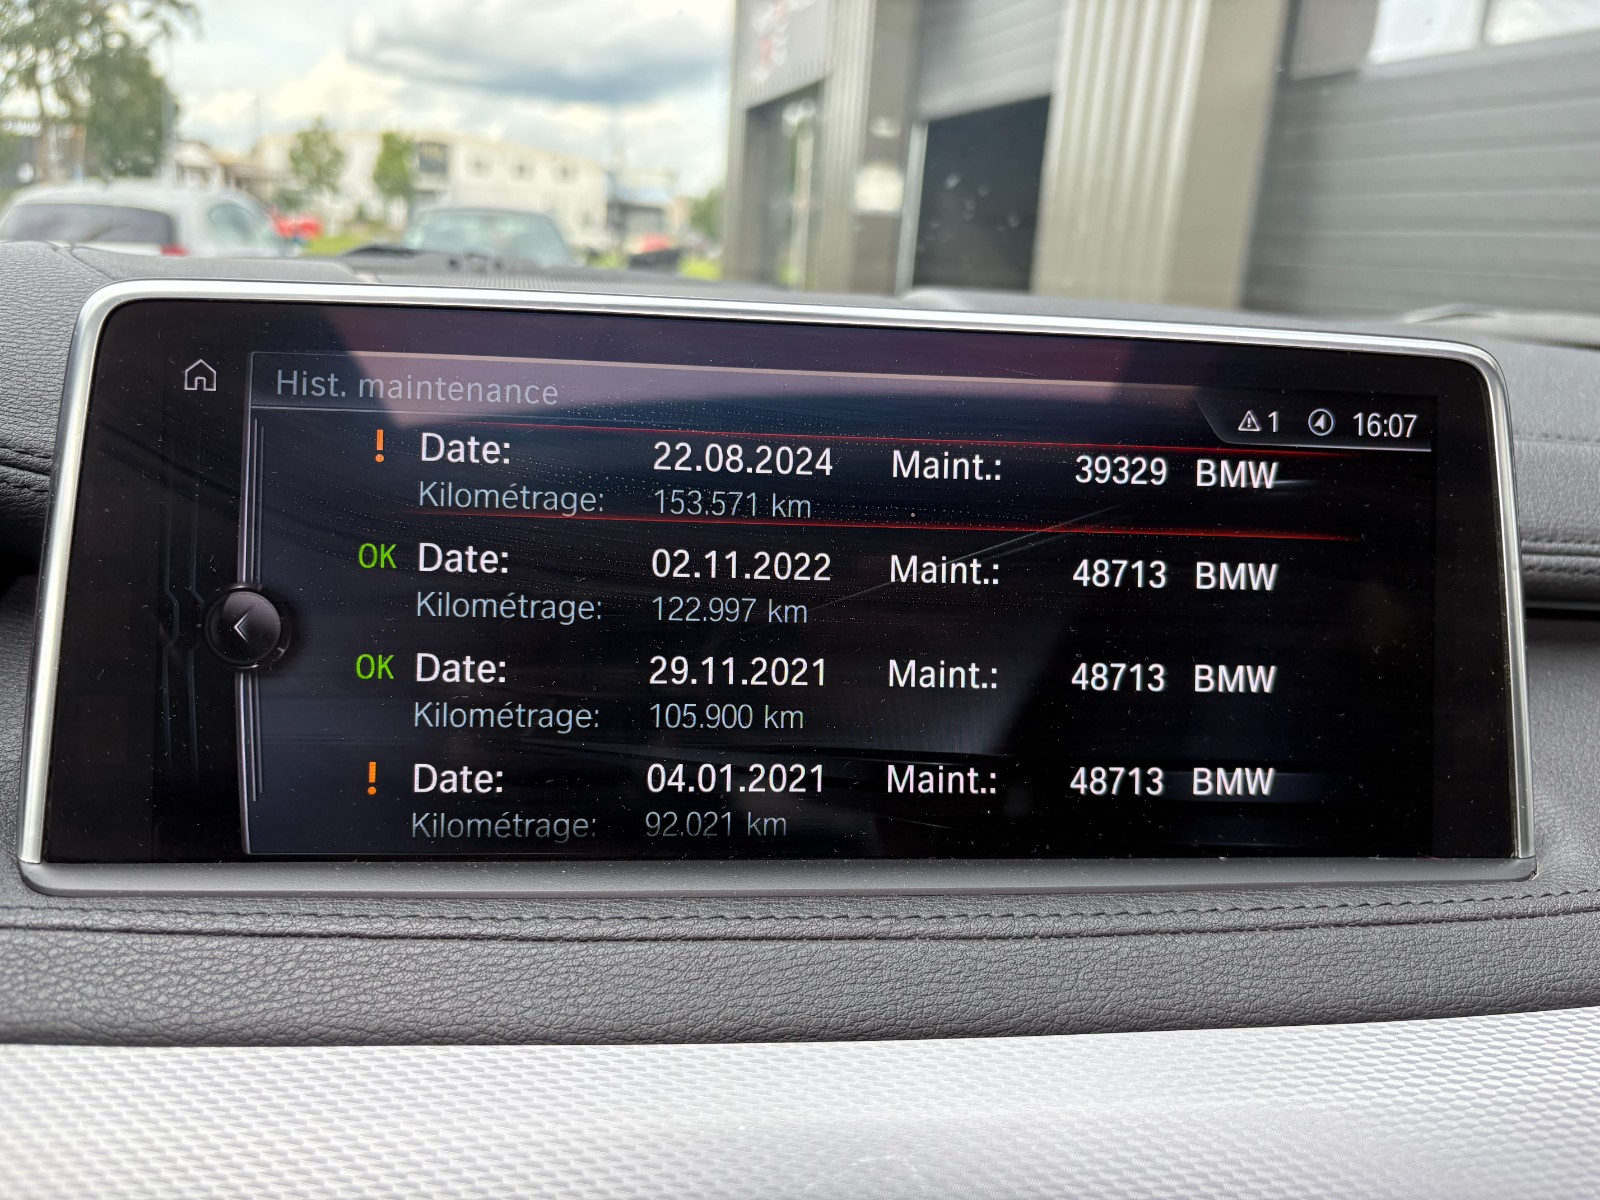 Hist. maintenance
1 16:07
! Date: 22.08.2024 Maint.: 39329 BMW
Kilométrage: 153.571 km
OK Date: 02.11.2022 Maint.: 48713 BMW
Kilométrage: 122.997 km
OK Date: 29.11.2021 Maint.: 48713 BMW
Kilométrage: 105.900 km
! Date: 04.01.2021 Maint.: 48713 BMW
Kilométrage: 92.021 km